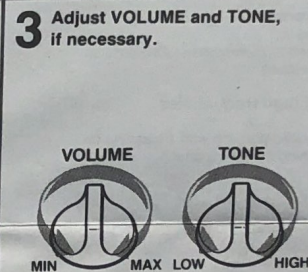 3 Adjust VOLUME and TONE,
if necessary.
VOLUME TONE
MIN MAX LOW HIGH